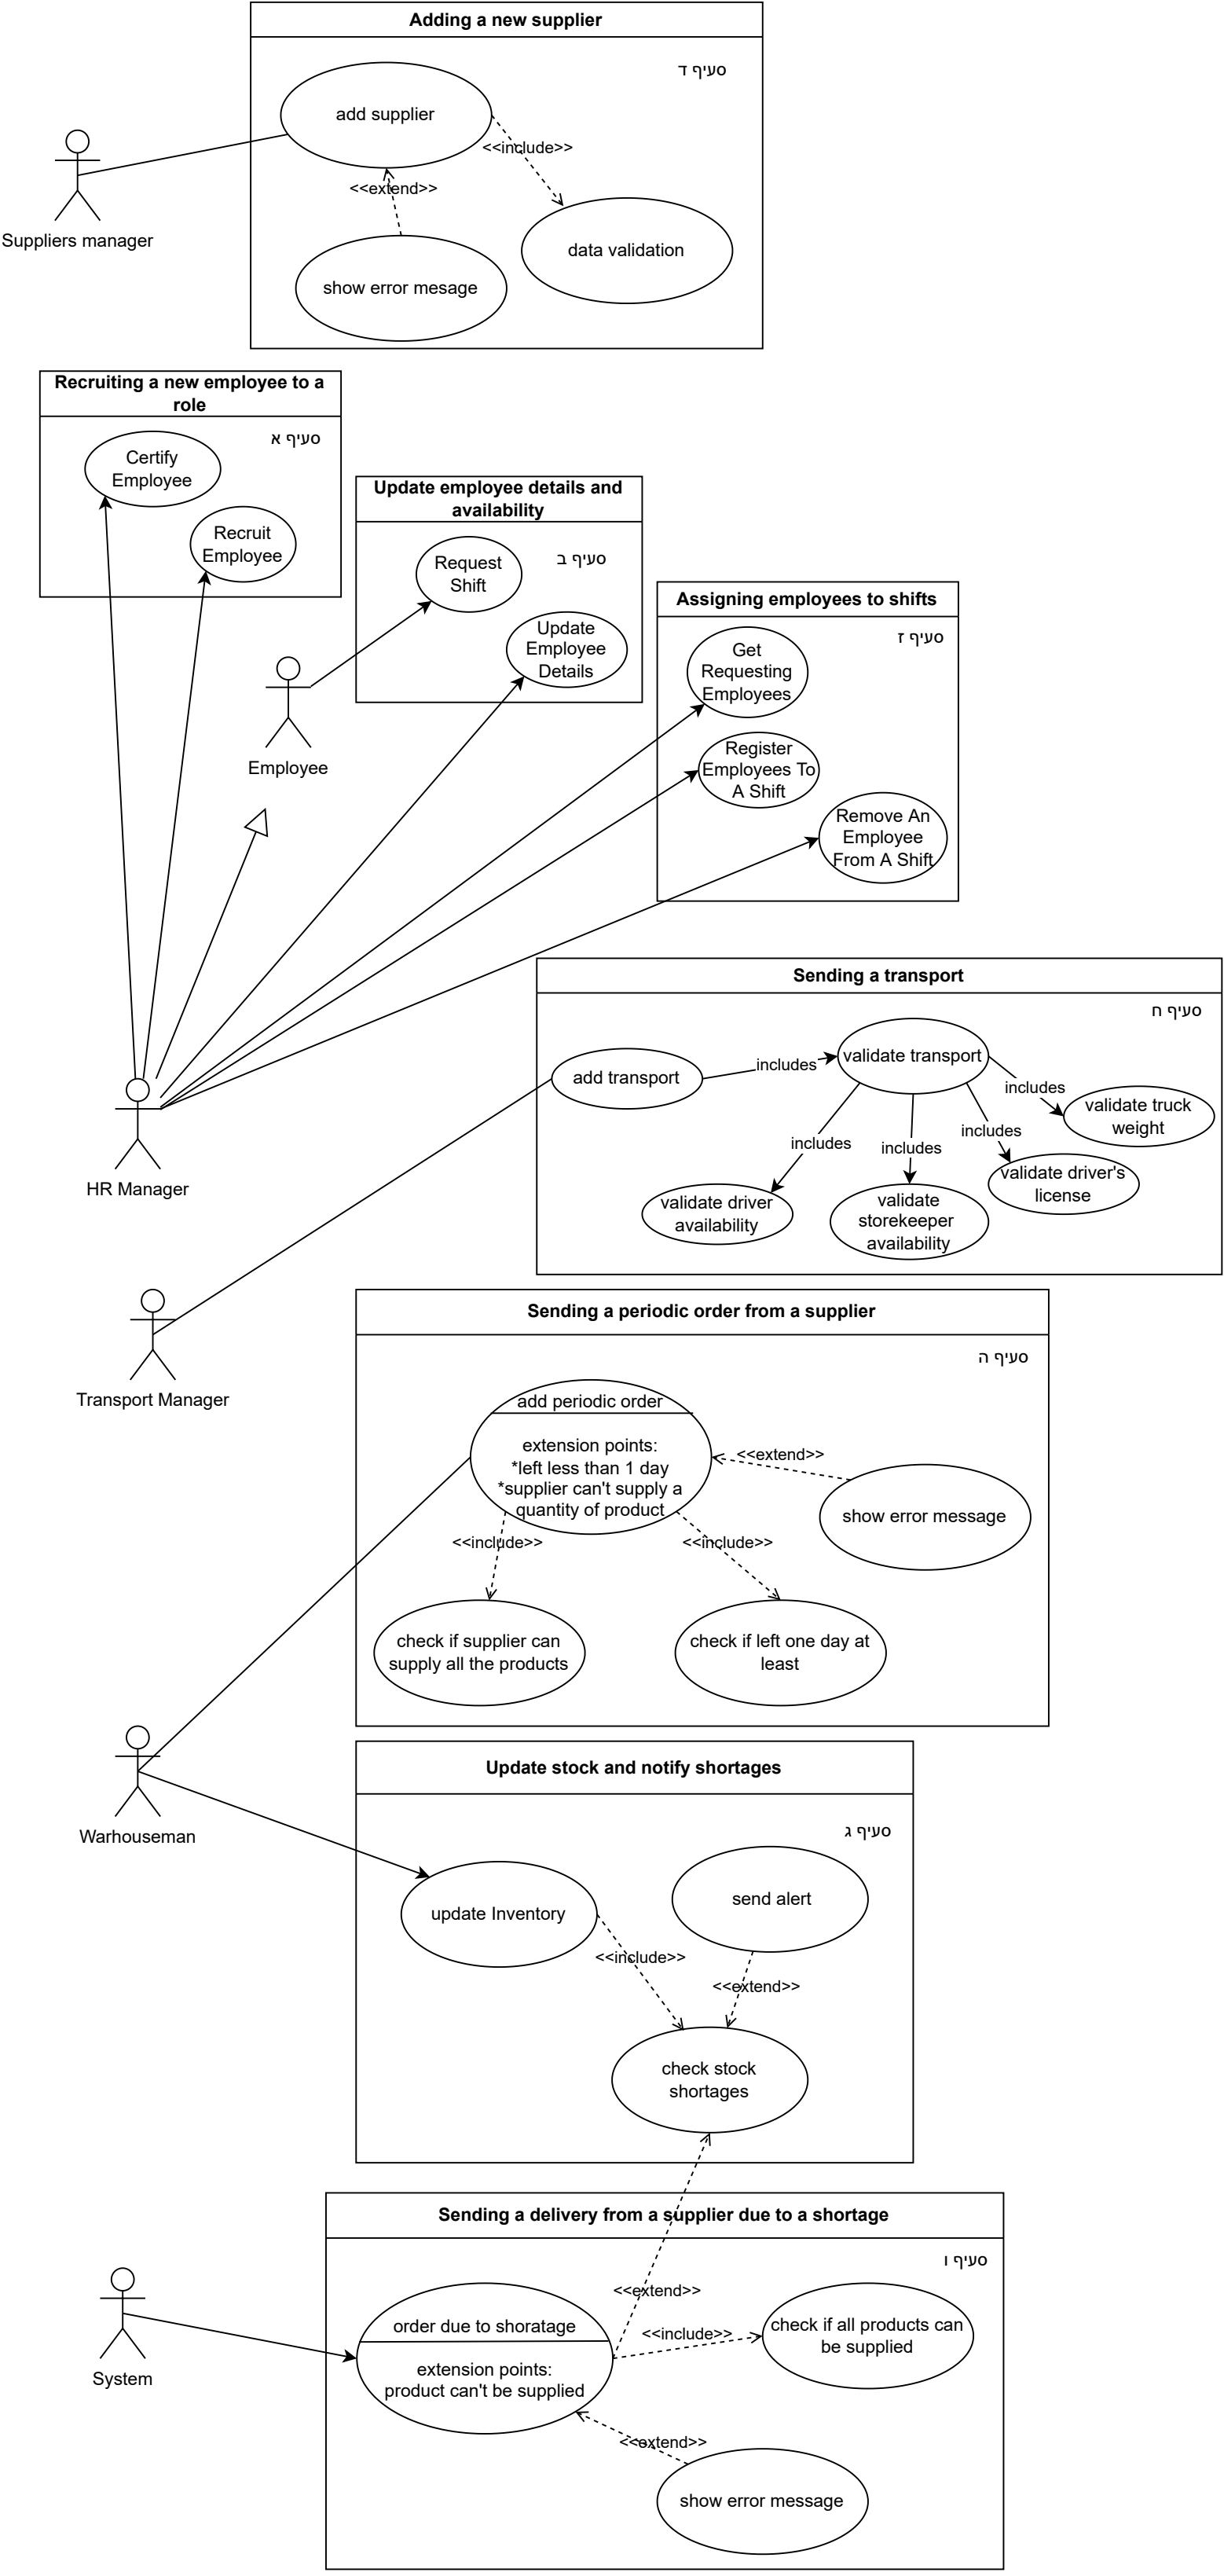 Adding a new supplier
סעיף ד
add supplier
<<include>>
<<extend>>
data validation
show error mesage
Suppliers manager
Recruiting a new employee to a
role
סעיף א
Certify
Employee
Recruit
Employee
Update employee details and
availability
סעיף ב
Request
Shift
Update
Employee
Details
Employee
Assigning employees to shifts
סעיף ז
Get
Requesting
Employees
Register
Employees To
A Shift
Remove An
Employee
From A Shift
HR Manager
Sending a transport
סעיף ח
add transport
includes
validate transport
includes
includes
includes
includes
validate truck
weight
validate driver's
license
validate
storekeeper
availability
validate driver
availability
Transport Manager
Sending a periodic order from a supplier
סעיף ה
add periodic order
extension points:
*left less than 1 day
*supplier can't supply a
quantity of product
<<extend>>
show error message
<<include>>
<<include>>
check if supplier can
supply all the products
check if left one day at
least
Warhouseman
Update stock and notify shortages
סעיף ג
update Inventory
send alert
<<include>>
<<extend>>
check stock
shortages
Sending a delivery from a supplier due to a shortage
סעיף ו
<<extend>>
order due to shoratage
extension points:
product can't be supplied
<<include>>
check if all products can
be supplied
<<extend>>
show error message
System